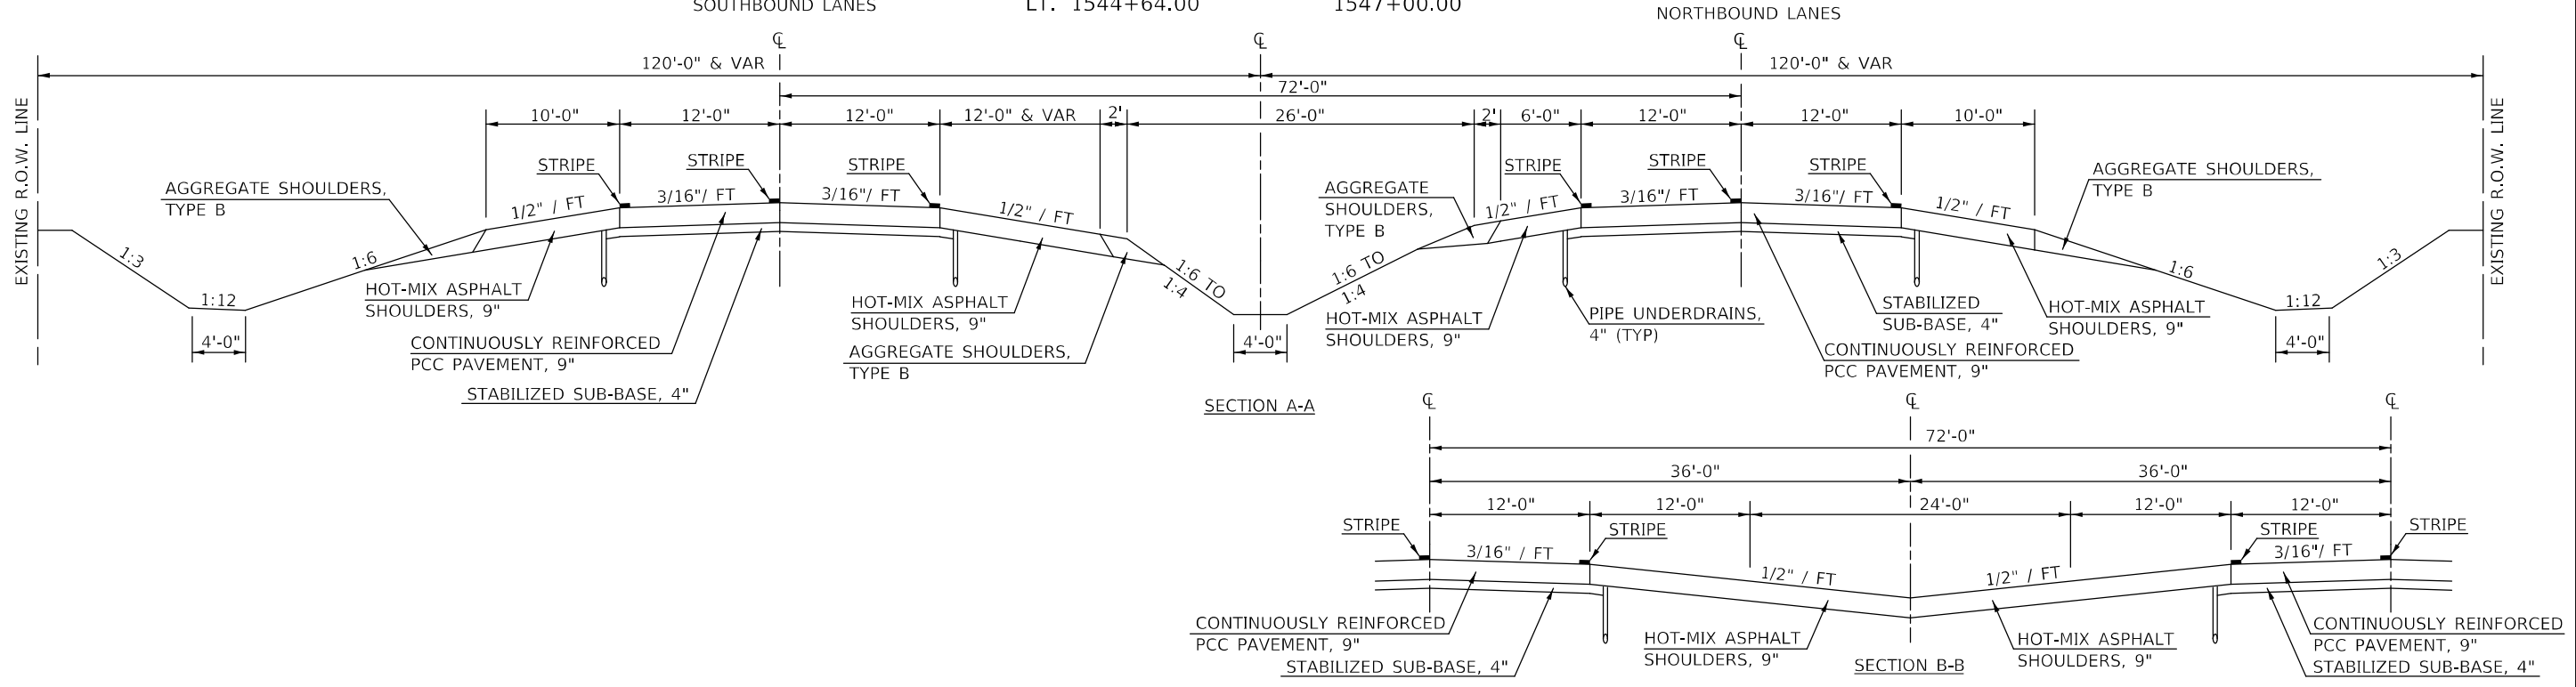 SOUTHBOUND LANES
LT. 1544+64.00
1547+00.00
NORTHBOUND LANES
℄
℄
℄
120'-0" & VAR
120'-0" & VAR
72'-0"
EXISTING R.O.W. LINE
10'-0"
12'-0"
12'-0"
12'-0" & VAR
2'
26'-0"
2'
6'-0"
12'-0"
12'-0"
10'-0"
EXISTING R.O.W. LINE
STRIPE
STRIPE
STRIPE
STRIPE
STRIPE
STRIPE
AGGREGATE SHOULDERS,
TYPE B
1/2" / FT
3/16"/ FT
3/16"/ FT
1/2" / FT
AGGREGATE
SHOULDERS,
TYPE B
1/2" / FT
3/16"/ FT
3/16"/ FT
1/2" / FT
AGGREGATE SHOULDERS,
TYPE B
1:3
1:12
1:6
4'-0"
HOT-MIX ASPHALT
SHOULDERS, 9"
CONTINUOUSLY REINFORCED
PCC PAVEMENT, 9"
STABILIZED SUB-BASE, 4"
HOT-MIX ASPHALT
SHOULDERS, 9"
AGGREGATE SHOULDERS,
TYPE B
1:6 TO
1:4
4'-0"
1:6 TO
1:4
HOT-MIX ASPHALT
SHOULDERS, 9"
PIPE UNDERDRAINS,
4" (TYP)
STABILIZED
SUB-BASE, 4"
CONTINUOUSLY REINFORCED
PCC PAVEMENT, 9"
HOT-MIX ASPHALT
SHOULDERS, 9"
1:6
1:12
1:3
4'-0"
SECTION A-A
℄
℄
℄
72'-0"
36'-0"
36'-0"
12'-0"
12'-0"
24'-0"
12'-0"
12'-0"
STRIPE
STRIPE
STRIPE
STRIPE
3/16" / FT
1/2" / FT
1/2" / FT
3/16"/ FT
CONTINUOUSLY REINFORCED
PCC PAVEMENT, 9"
STABILIZED SUB-BASE, 4"
HOT-MIX ASPHALT
SHOULDERS, 9"
HOT-MIX ASPHALT
SHOULDERS, 9"
CONTINUOUSLY REINFORCED
PCC PAVEMENT, 9"
STABILIZED SUB-BASE, 4"
SECTION B-B